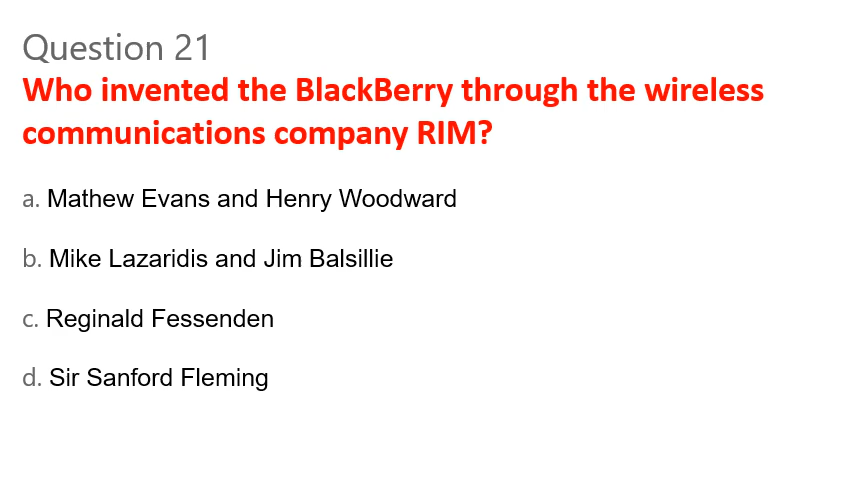 Question 21
Who invented the BlackBerry through the wireless
communications company RIM?
a. Mathew Evans and Henry Woodward
b. Mike Lazaridis and Jim Balsillie
c. Reginald Fessenden
d. Sir Sanford Fleming